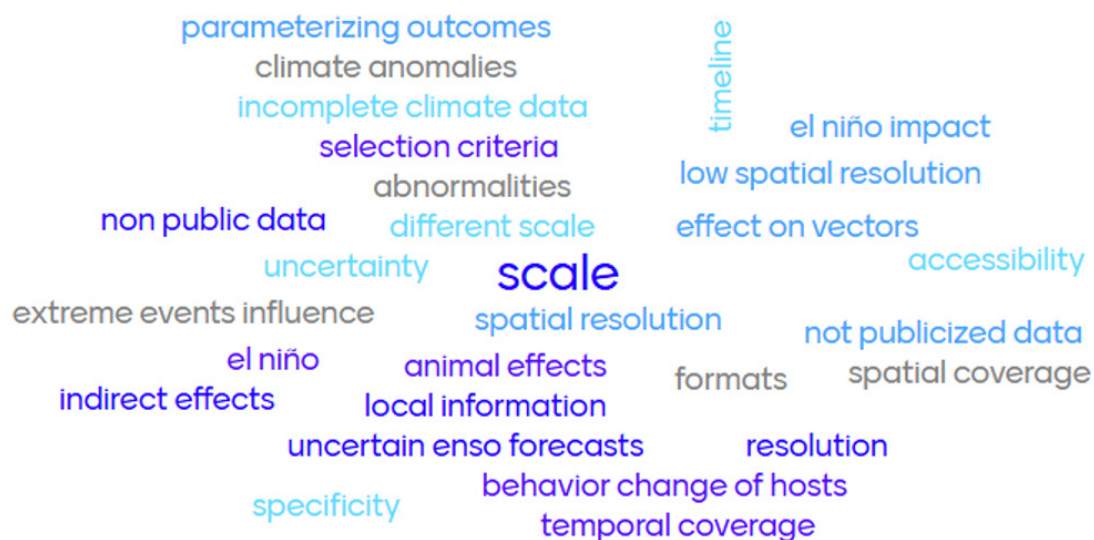 parameterizing outcomes
timeline
climate anomalies
incomplete climate data
el niño impact
selection criteria
low spatial resolution
abnormalities
non public data
different scale
effect on vectors
uncertainty
scale
accessibility
extreme events influence
spatial resolution
not publicized data
el niño
animal effects
formats
spatial coverage
indirect effects
local information
uncertain enso forecasts
resolution
behavior change of hosts
specificity
temporal coverage